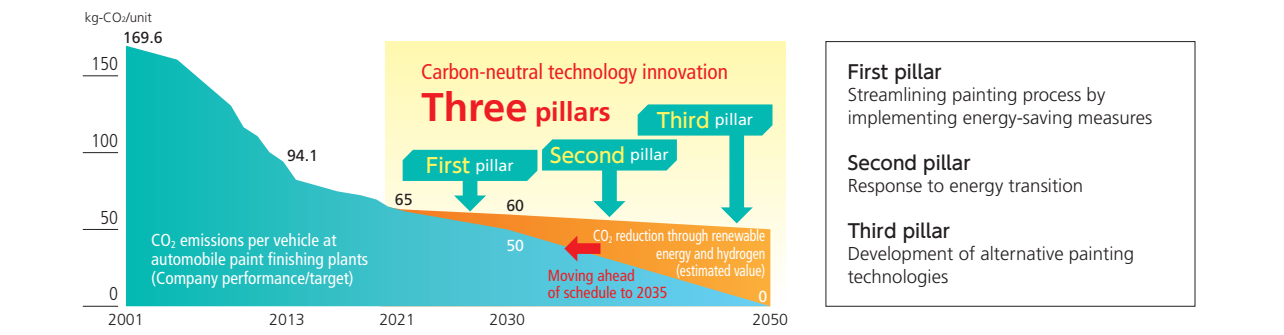 kg-CO₂/unit
169.6
150
100
50
0
94.1
65
60
50
0
2001
2013
2021
2030
2050
Carbon-neutral technology innovation
Three pillars
First pillar
Second pillar
Third pillar
CO₂ emissions per vehicle at
automobile paint finishing plants
(Company performance/target)
CO₂ reduction through renewable
energy and hydrogen
(estimated value)
Moving ahead
of schedule to 2035
First pillar
Streamlining painting process by
implementing energy-saving measures
Second pillar
Response to energy transition
Third pillar
Development of alternative painting
technologies